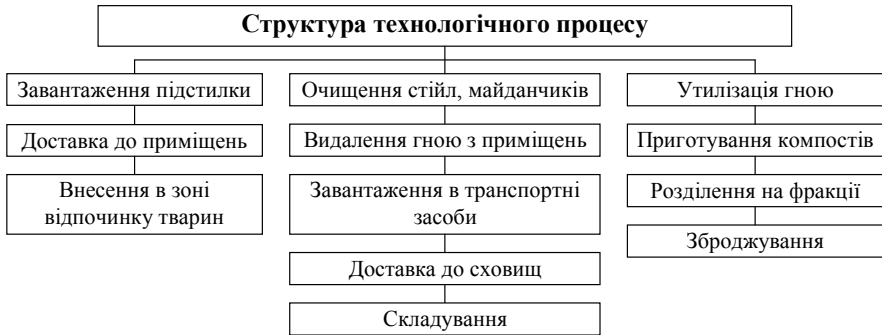 Структура технологічного процесу
Завантаження підстилки
Доставка до приміщень
Внесення в зоні
відпочинку тварин
Очищення стійл, майданчиків
Видалення гною з приміщень
Завантаження в транспортні
засоби
Доставка до сховищ
Складування
Утилізація гною
Приготування компостів
Розділення на фракції
Зброджування